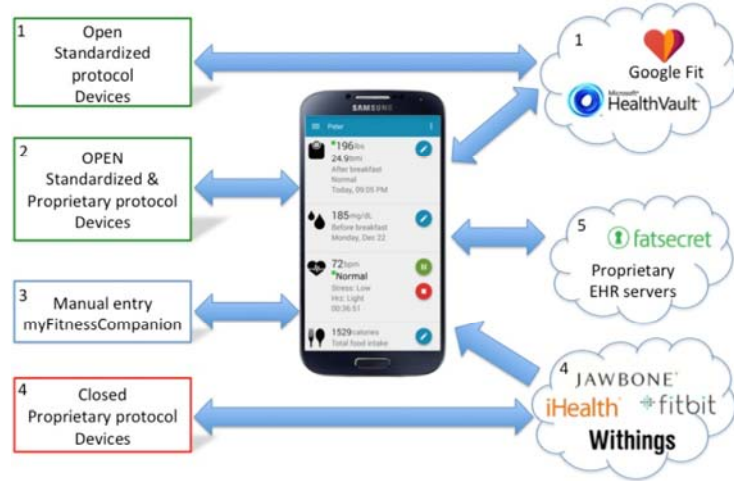 1
Open
Standardized
protocol
Devices
1
Google Fit
Microsoft®
HealthVault
2
OPEN
Standardized &
Proprietary protocol
Devices
SAMSUNG
Peter
196lbs
24.9bmi
After breakfast
Normal
Today, 09:05 PM
185mg/dL
Before breakfast
Monday, Dec 22
72bpm
Normal
Stress: Low
Hrz: Light
00:36:51
1529calories
Total food intake
5
fatsecret
Proprietary
EHR servers
3
Manual entry
myFitnessCompanion
4
Closed
Proprietary protocol
Devices
4
JAWBONE®
iHealth®
fitbit
Withings